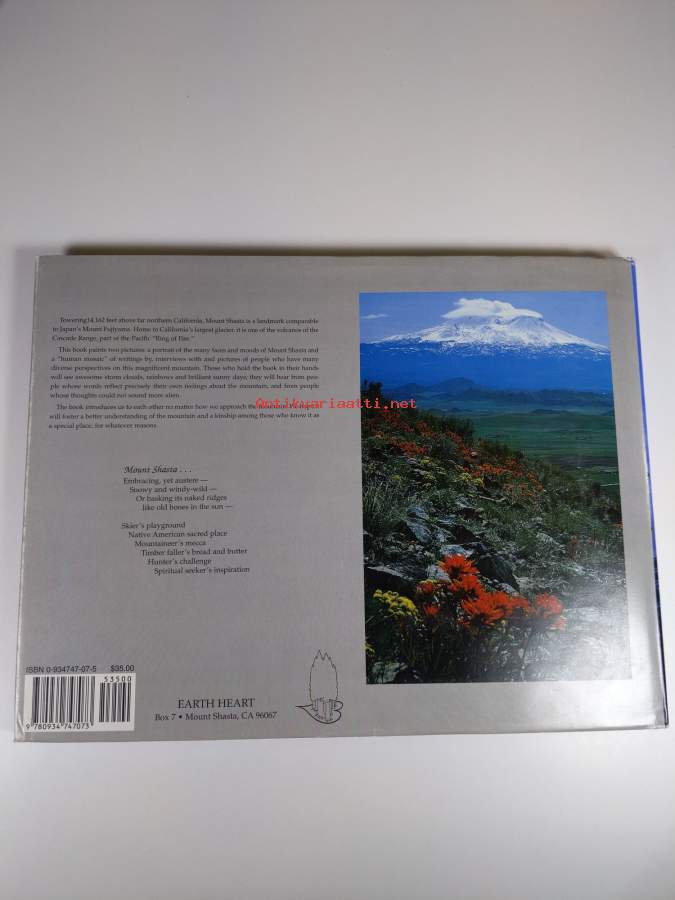 Towering14,162 feet above far northern California, Mount Shasta is a landmark comparable
to Japan's Mount Fujiyama. Home to California's largest glacier, it is one of the volcanos of the
Cascade Range, part of the Pacific "Ring of Fire."
This book paints two pictures: a portrait of the many faces and moods of Mount Shasta and
a "human mosaic" of writings by, interviews with and pictures of people who have many
diverse perspectives on this magnificent mountain. Those who hold the book in their hands
will see awesome storm clouds, rainbows and brilliant sunny days; they will hear from peo-
ple whose words reflect precisely their own feelings about the mountain, and from people
whose thoughts could not sound more alien.
The book introduces us to each other no matter how we approach the mountain.
will foster a better understanding of the mountain and a kinship among those who know it as
a special place, for whatever reasons.
Antikvariaatti.net
Mount Shasta . . .
Embracing, yet austere —
Snowy and windy-wild —
Or basking its naked ridges
like old bones in the sun —
Skier's playground
Native American sacred place
Mountaineer's mecca
Timber faller's bread and butter
Hunter's challenge
Spiritual seeker's inspiration
ISBN 0-934747-07-5 $35.00
53500
9 780934 747073
EARTH HEART
Box 7 • Mount Shasta, CA 96067